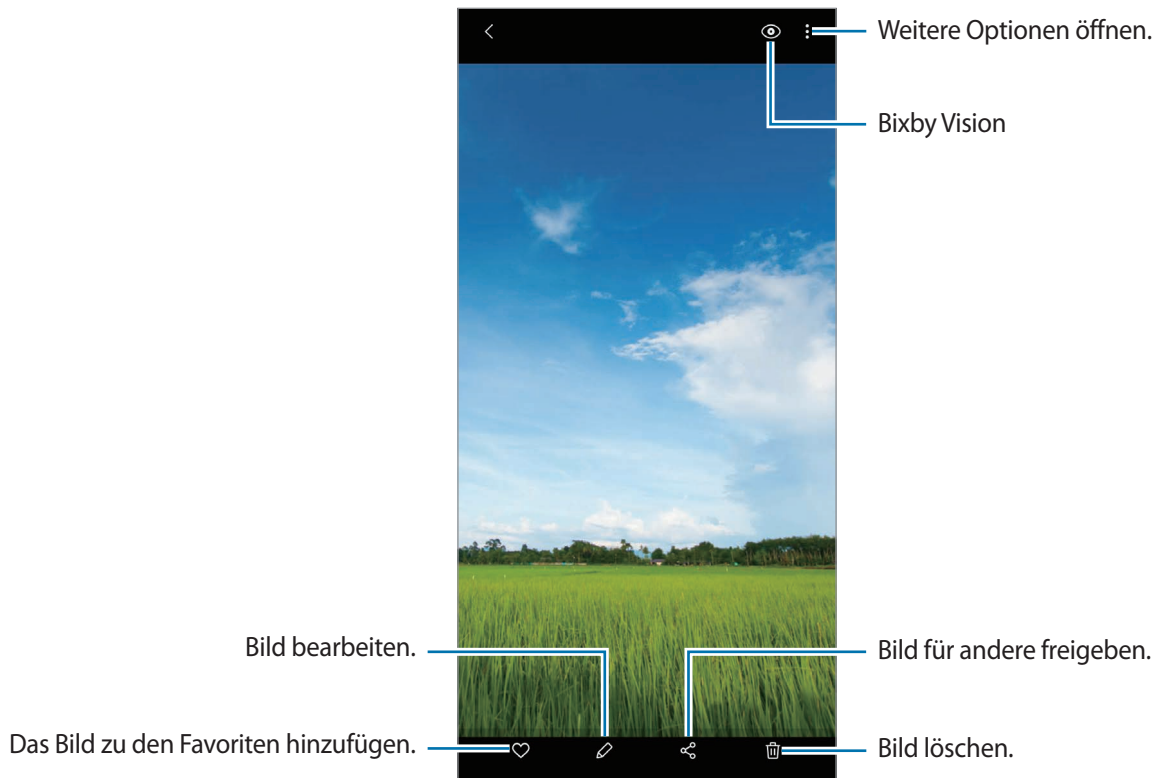 Weitere Optionen öffnen.
Bixby Vision
Bild bearbeiten.
Bild für andere freigeben.
Das Bild zu den Favoriten hinzufügen.
Bild löschen.